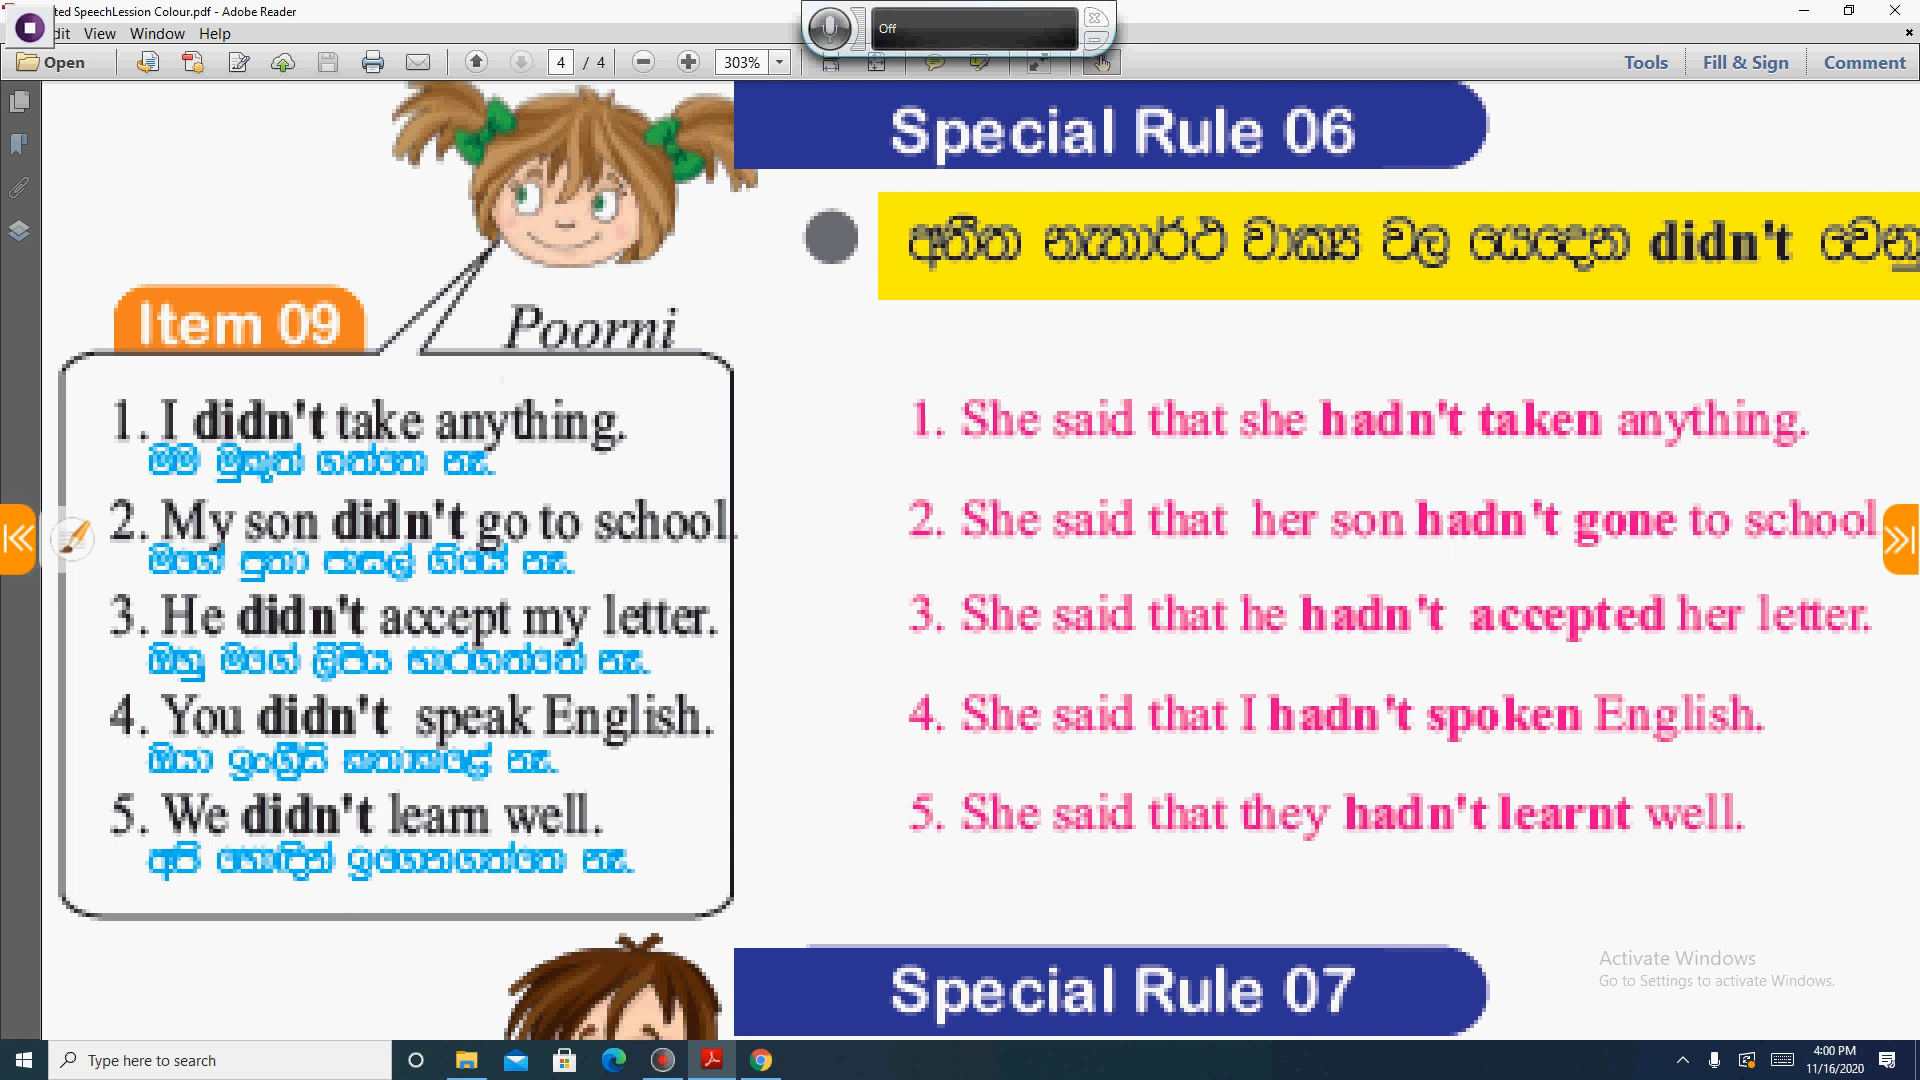 ted SpeechLession Colour.pdf - Adobe Reader
dit View Window Help
Off
Open
4 / 4
303%
Tools
Fill & Sign
Comment
Special Rule 06
අතීත නකාර්ථ වාක්‍ය වල යෙදෙන didn't වෙනු
Item 09
Poorni
1. I didn't take anything.
මම මුකුත් ගත්තෙ නෑ.
2. My son didn't go to school.
මගේ පුතා පාසල් ගියේ නෑ.
3. He didn't accept my letter.
ඔහු මගේ ලිපිය භාරගත්තේ නෑ.
4. You didn't speak English.
ඔයා ඉංග්‍රීසි කතාකළේ නෑ.
5. We didn't learn well.
අපි හොඳින් ඉගෙනගත්තෙ නෑ.
1. She said that she hadn't taken anything.
2. She said that her son hadn't gone to school
3. She said that he hadn't accepted her letter.
4. She said that I hadn't spoken English.
5. She said that they hadn't learnt well.
Special Rule 07
Activate Windows
Go to Settings to activate Windows.
Type here to search
4:00 PM
11/16/2020